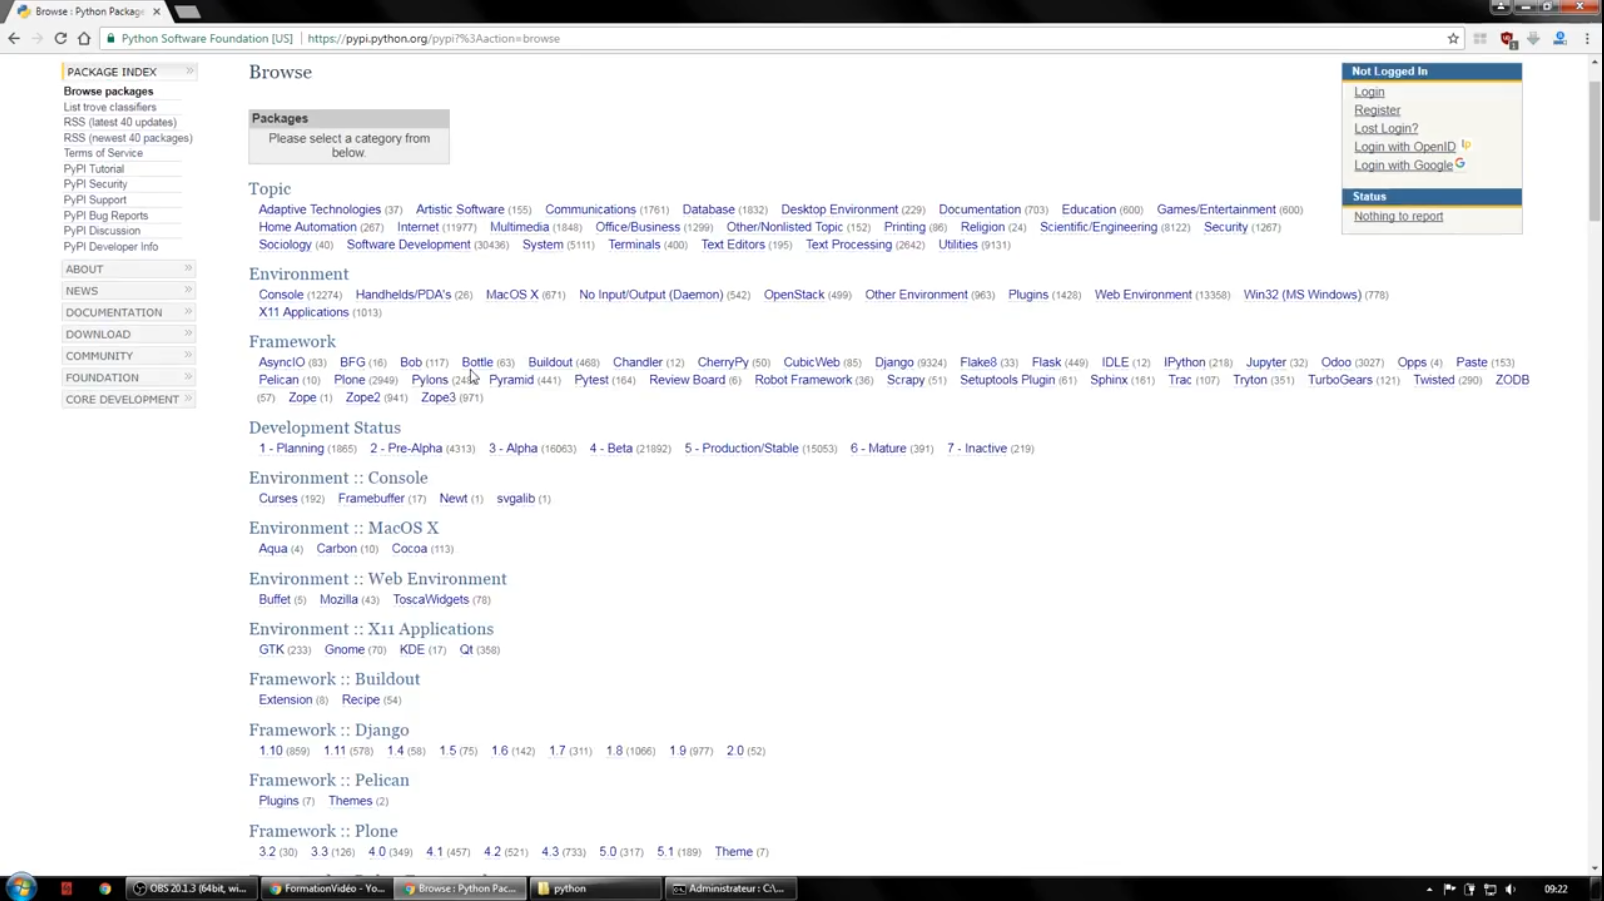 Browse : Python Package
Python Software Foundation [US] https://pypi.python.org/pypi?%3Aaction=browse
PACKAGE INDEX »
Browse packages
List trove classifiers
RSS (latest 40 updates)
RSS (newest 40 packages)
Terms of Service
PyPI Tutorial
PyPI Security
PyPI Support
PyPI Bug Reports
PyPI Discussion
PyPI Developer Info
ABOUT »
NEWS »
DOCUMENTATION »
DOWNLOAD »
COMMUNITY »
FOUNDATION »
CORE DEVELOPMENT »
Browse
Packages
Please select a category from
below.
Topic
Adaptive Technologies (37) Artistic Software (155) Communications (1761) Database (1832) Desktop Environment (229) Documentation (703) Education (600) Games/Entertainment (600)
Home Automation (267) Internet (11977) Multimedia (1848) Office/Business (1299) Other/Nonlisted Topic (152) Printing (86) Religion (24) Scientific/Engineering (8122) Security (1267)
Sociology (40) Software Development (30436) System (5111) Terminals (400) Text Editors (195) Text Processing (2642) Utilities (9131)
Environment
Console (12274) Handhelds/PDA's (26) MacOS X (671) No Input/Output (Daemon) (542) OpenStack (499) Other Environment (963) Plugins (1428) Web Environment (13358) Win32 (MS Windows) (778)
X11 Applications (1013)
Framework
AsyncIO (83) BFG (16) Bob (117) Bottle (63) Buildout (468) Chandler (12) CherryPy (50) CubicWeb (85) Django (9324) Flake8 (33) Flask (449) IDLE (12) IPython (218) Jupyter (32) Odoo (3027) Opps (4) Paste (153)
Pelican (10) Plone (2949) Pylons Pyramid (441) Pytest (164) Review Board (6) Robot Framework (36) Scrapy (51) Setuptools Plugin (61) Sphinx (161) Trac (107) Tryton (351) TurboGears (121) Twisted (290) ZODB
(57) Zope (1) Zope2 (941) Zope3 (971)
Development Status
1 - Planning (1865) 2 - Pre-Alpha (4313) 3 - Alpha (16063) 4 - Beta (21892) 5 - Production/Stable (15053) 6 - Mature (391) 7 - Inactive (219)
Environment :: Console
Curses (192) Framebuffer (17) Newt (1) svgalib (1)
Environment :: MacOS X
Aqua (4) Carbon (10) Cocoa (113)
Environment :: Web Environment
Buffet (5) Mozilla (43) ToscaWidgets (78)
Environment :: X11 Applications
GTK (233) Gnome (70) KDE (17) Qt (358)
Framework :: Buildout
Extension (8) Recipe (54)
Framework :: Django
1.10 (859) 1.11 (578) 1.4 (58) 1.5 (75) 1.6 (142) 1.7 (311) 1.8 (1066) 1.9 (977) 2.0 (52)
Framework :: Pelican
Plugins (7) Themes (2)
Framework :: Plone
3.2 (30) 3.3 (126) 4.0 (349) 4.1 (457) 4.2 (521) 4.3 (733) 5.0 (317) 5.1 (189) Theme (7)
Not Logged In
Login
Register
Lost Login?
Login with OpenID
Login with Google
Status
Nothing to report
OBS 20.1.3 (64bit, wi... FormationVidéo - Yo... Browse : Python Pac... python Administrateur : C:\... 09:22